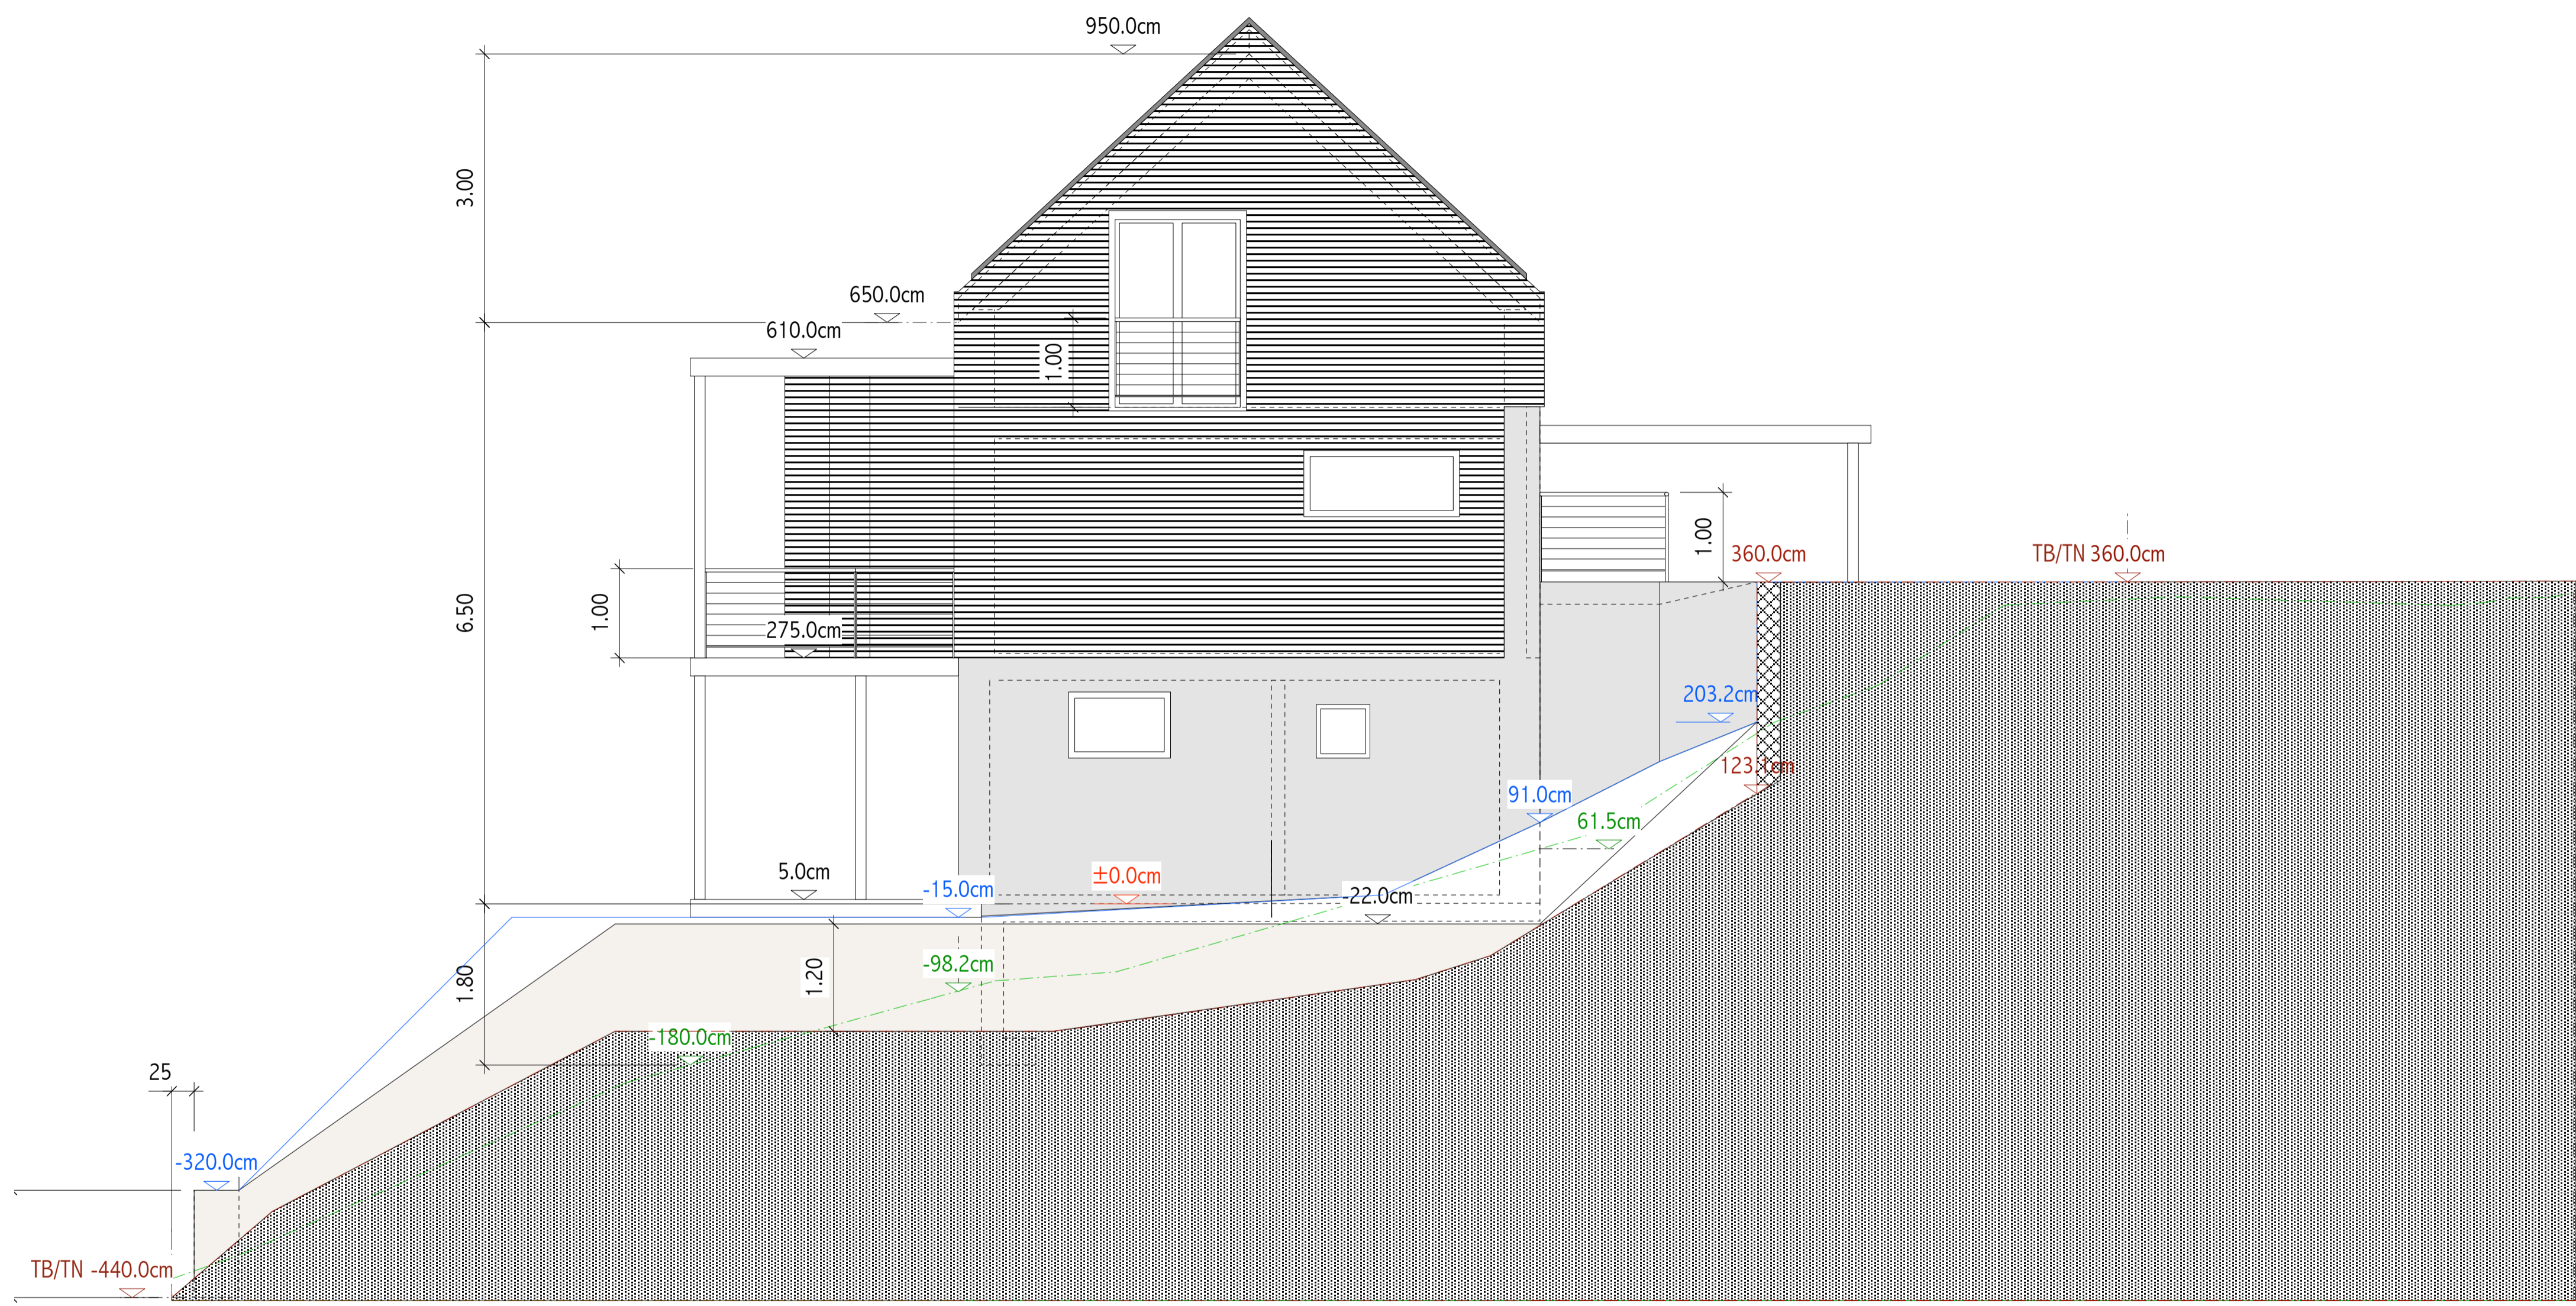 950.0cm
3.00
650.0cm
610.0cm
1.00
1.00
360.0cm
TB/TN 360.0cm
6.50
1.00
275.0cm
203.2cm
123.1cm
91.0cm
61.5cm
5.0cm
-15.0cm
±0.0cm
-22.0cm
-98.2cm
1.80
1.20
-180.0cm
25
-320.0cm
TB/TN -440.0cm